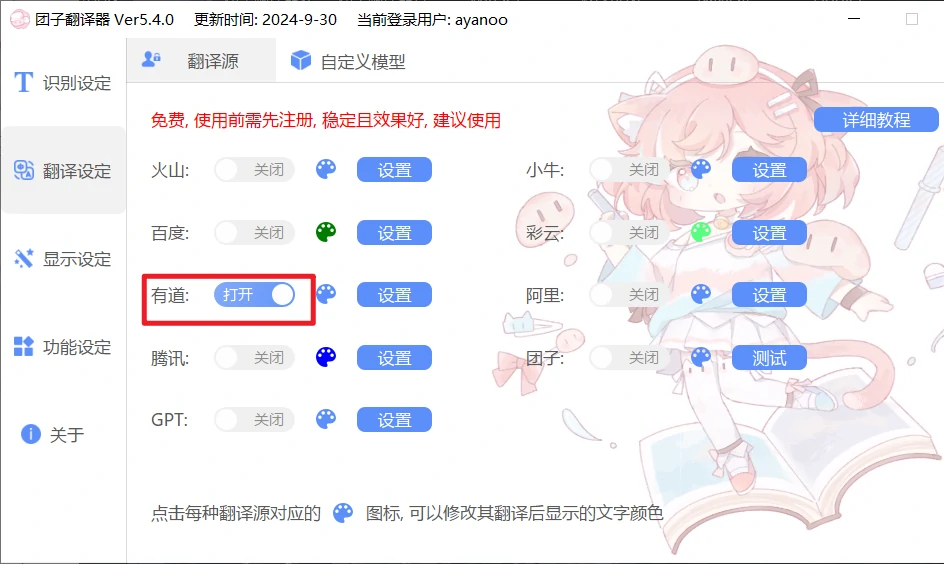 团子翻译器 Ver5.4.0 更新时间: 2024-9-30 当前登录用户: ayanoo
翻译源 自定义模型
T 识别设定
免费, 使用前需先注册, 稳定且效果好, 建议使用 详细教程
翻译设定
火山: 关闭 设置 小牛: 关闭 设置
百度: 关闭 设置 彩云: 关闭 设置
显示设定
有道: 打开 设置 阿里: 关闭 设置
功能设定
腾讯: 关闭 设置 团子: 关闭 测试
GPT: 关闭 设置
关于
点击每种翻译源对应的 图标, 可以修改其翻译后显示的文字颜色